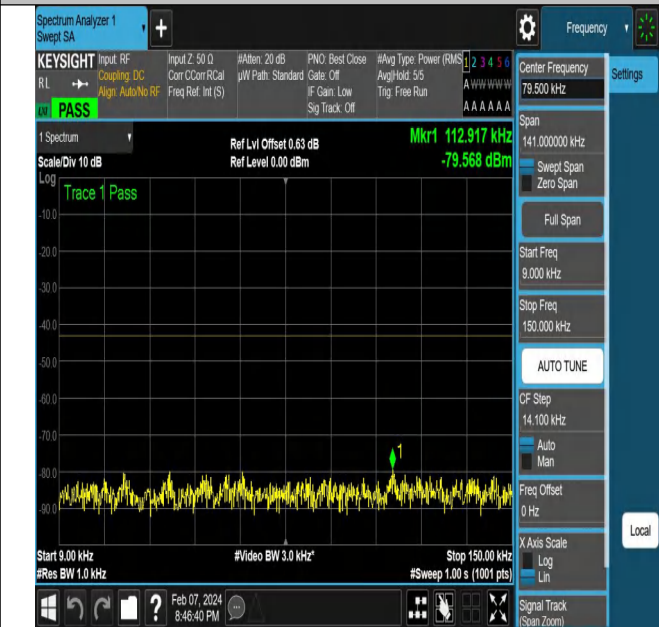 Spectrum Analyzer 1
Swept SA
Frequency
KEYSIGHT
RL
PASS
Input: RF
Coupling: DC
Align: Auto/No RF
Input Z: 50 Ω
Corr CCorr RCal
Freq Ref: Int (S)
#Atten: 20 dB
µW Path: Standard
PNO: Best Close
Gate: Off
IF Gain: Low
Sig Track: Off
#Avg Type: Power (RMS
Avg|Hold: 5/5
Trig: Free Run
1 2 3 4 5 6
A W W W W W
A A A A A A
1 Spectrum
Scale/Div 10 dB
Log
Ref Lvl Offset 0.63 dB
Ref Level 0.00 dBm
Mkr1 112.917 kHz
-79.568 dBm
Trace 1 Pass
-10.0
-20.0
-30.0
-40.0
-50.0
-60.0
-70.0
-80.0
-90.0
1
Start 9.00 kHz
#Res BW 1.0 kHz
#Video BW 3.0 kHz*
Stop 150.00 kHz
#Sweep 1.00 s (1001 pts)
Feb 07, 2024
8:46:40 PM
?
Center Frequency
79.500 kHz
Settings
Span
141.000000 kHz
Swept Span
Zero Span
Full Span
Start Freq
9.000 kHz
Stop Freq
150.000 kHz
AUTO TUNE
CF Step
14.100 kHz
Auto
Man
Freq Offset
0 Hz
Local
X Axis Scale
Log
Lin
Signal Track
(Span Zoom)